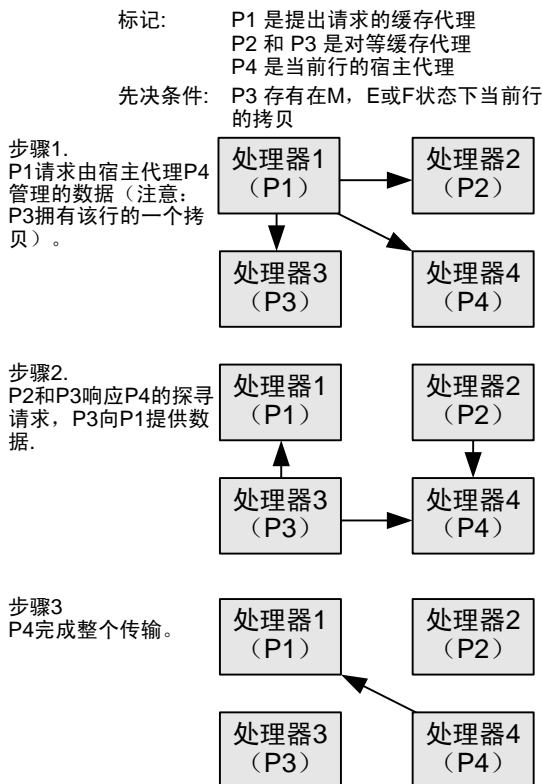 标记:
P1 是提出请求的缓存代理
P2 和 P3 是对等缓存代理
P4 是当前行的宿主代理
先决条件:
P3 存有在M，E或F状态下当前行
的拷贝
步骤1.
P1请求由宿主代理P4
管理的数据（注意：
P3拥有该行的一个拷
贝）。
处理器1
（P1）
处理器2
（P2）
处理器3
（P3）
处理器4
（P4）
步骤2.
P2和P3响应P4的探寻
请求，P3向P1提供数
据.
处理器1
（P1）
处理器2
（P2）
处理器3
（P3）
处理器4
（P4）
步骤3
P4完成整个传输。
处理器1
（P1）
处理器2
（P2）
处理器3
（P3）
处理器4
（P4）